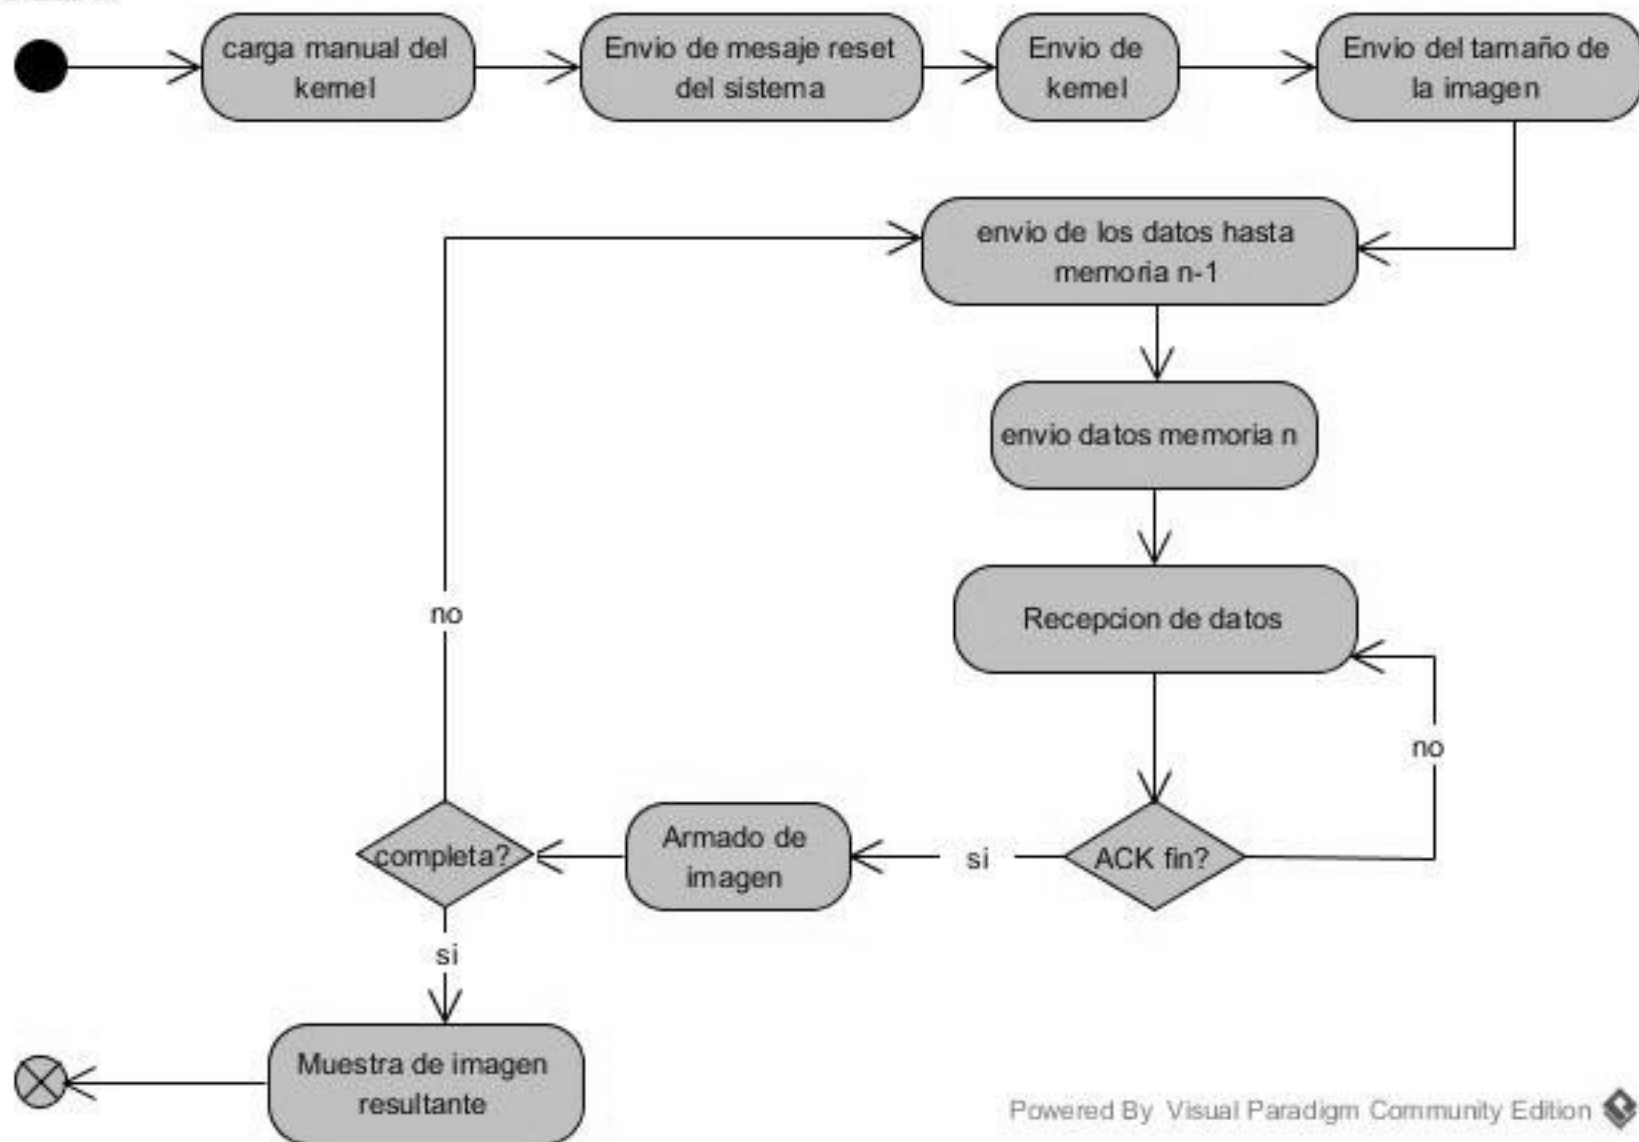 carga manual del
kernel
Envio de mesaje reset
del sistema
Envio de
kernel
Envio del tamaño de
la imagen
envio de los datos hasta
memoria n-1
envio datos memoria n
Recepcion de datos
no
no
completa?
Armado de
imagen
si
ACK fin?
si
Muestra de imagen
resultante
Powered By Visual Paradigm Community Edition